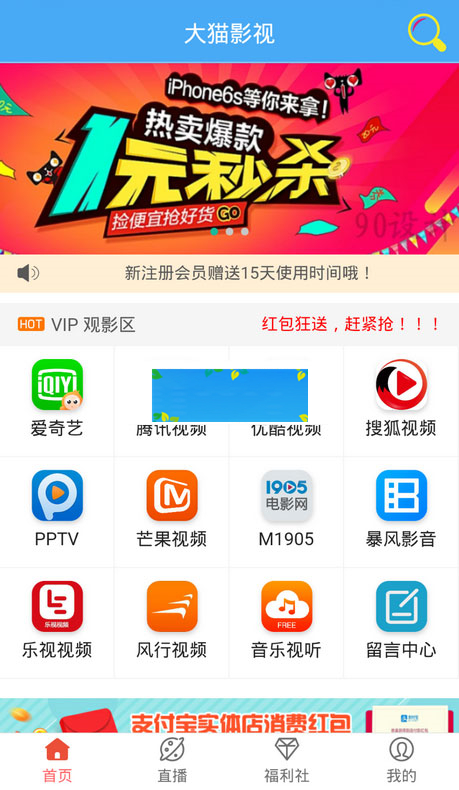 大猫影视
iPhone6s等你来拿！
热卖爆款
1元秒杀
捡便宜抢好货 GO
90设计
新注册会员赠送15天使用时间哦！
HOT VIP 观影区 红包狂送，赶紧抢！！！
iQIYI
爱奇艺 腾讯视频 优酷视频 搜狐视频
1905
电影网
PPTV 芒果视频 M1905 暴风影音
乐视视频 FREE
乐视视频 风行视频 音乐视听 留言中心
支付宝实体店消费红包
首页 直播 福利社 我的